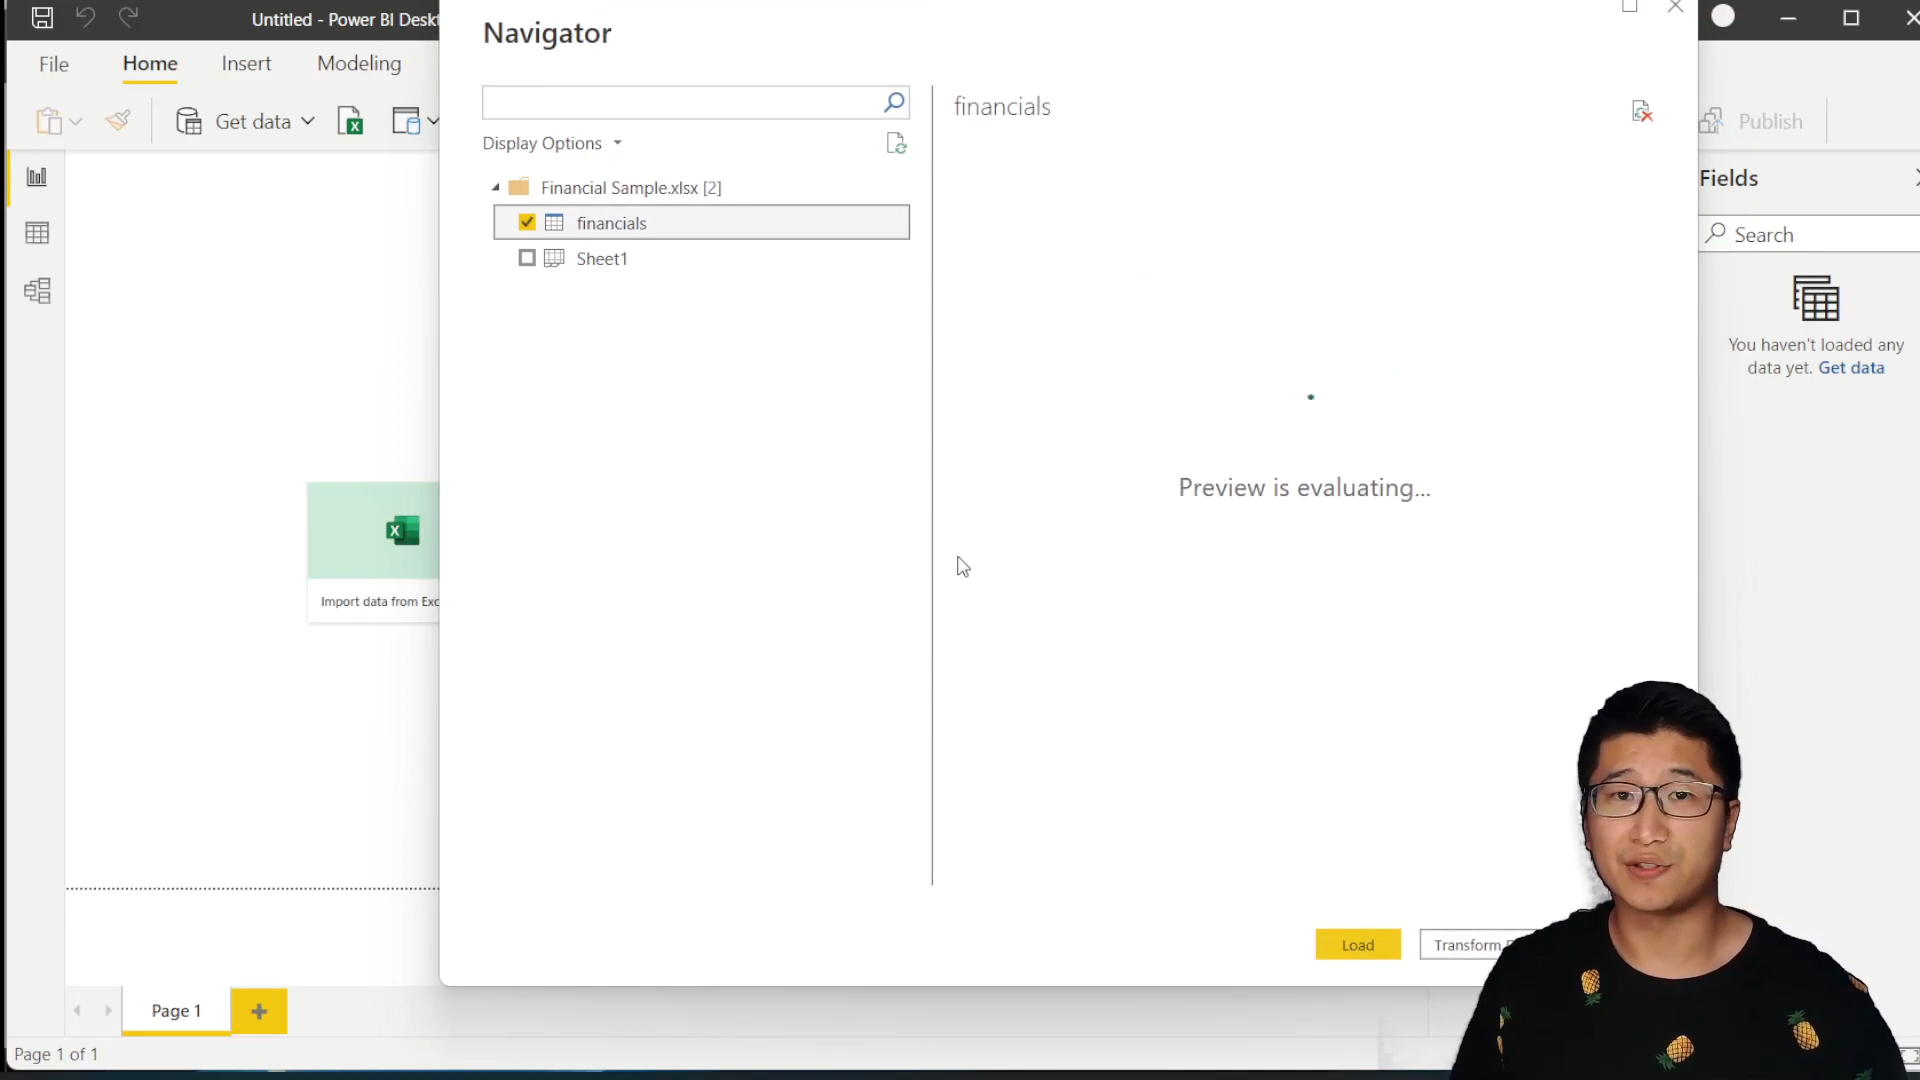 Untitled - Power BI Deskt
Navigator
File Home Insert Modeling
Get data
Publish
Display Options
financials
Financial Sample.xlsx [2]
financials
Sheet1
Fields
Search
You haven't loaded any
data yet. Get data
Preview is evaluating...
X
Import data from Exc
Load
Transform
Page 1
Page 1 of 1